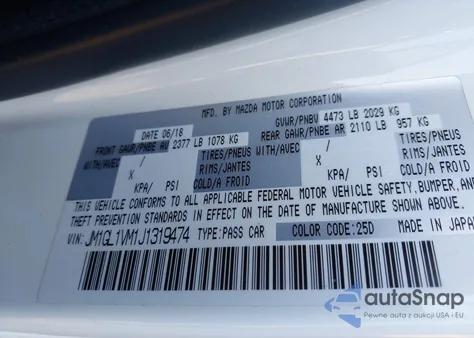 MFD. BY MAZDA MOTOR CORPORATION
DATE 06/18 GVWR/PNBV 4473 LB 2029 KG
FRONT GAWR/PNBE AV 2377 LB 1078 KG REAR GAWR/PNBE AR 2110 LB 957 KG
WITH/AVEC / TIRES/PNEUS WITH/AVEC / TIRES/PNEUS
X RIMS/JANTES X RIMS/JANTES
KPA/ PSI COLD/A FROID KPA/ PSI COLD/A FROID
THIS VEHICLE CONFORMS TO ALL APPLICABLE FEDERAL MOTOR VEHICLE SAFETY, BUMPER, AND
THEFT PREVENTION STANDARDS IN EFFECT ON THE DATE OF MANUFACTURE SHOWN ABOVE.
VIN: JM1GL1VM1J1319474 TYPE: PASS CAR COLOR CODE: 25D MADE IN JAPAN
autoSnap
Pewne auta z aukcji USA i EU